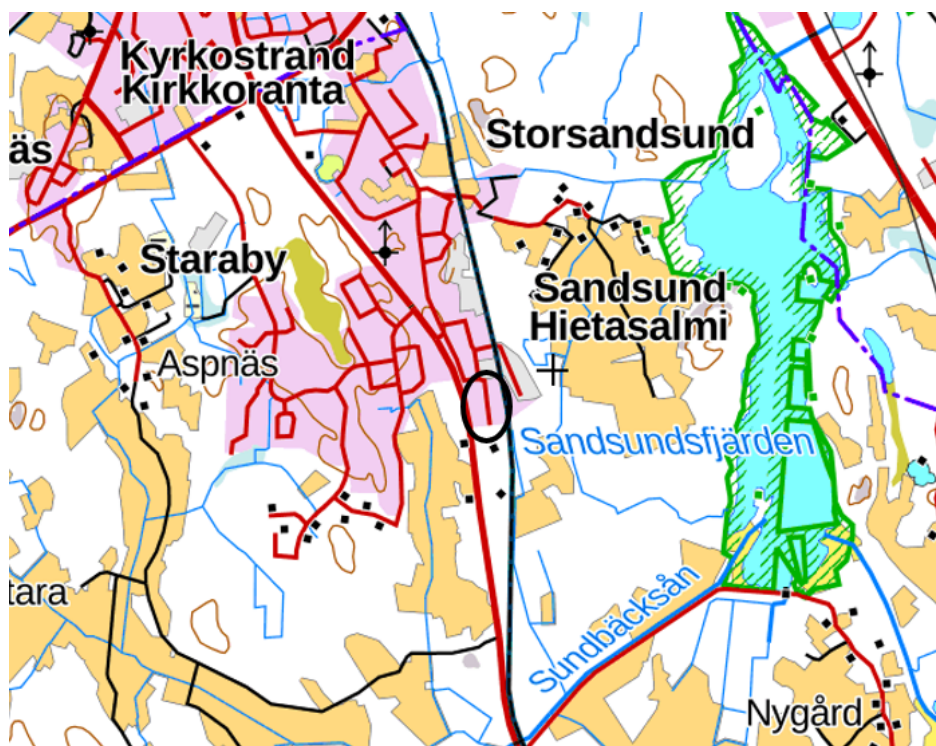 Kyrkostrand
Kirkkoranta
Storsandsund
äs
Staraby
Sandsund
Hietasalmi
Aspnäs
Sandsundsfjärden
tara
Sundbäcksån
Nygård